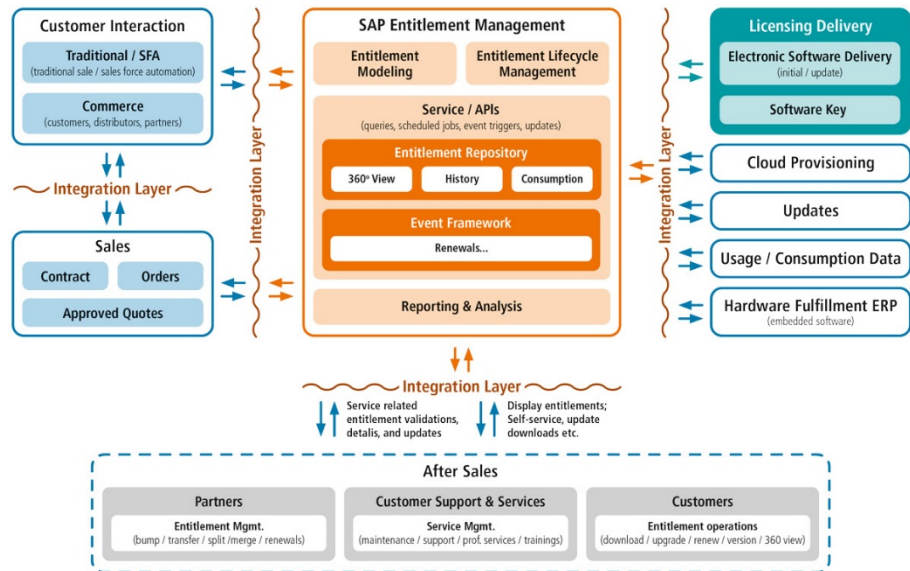 Customer Interaction
Traditional / SFA
(traditional sale / sales force automation)
Commerce
(customers, distributors, partners)
Integration Layer
Sales
Contract
Orders
Approved Quotes
Integration Layer
SAP Entitlement Management
Entitlement
Modeling
Entitlement Lifecycle
Management
Service / APIs
(queries, scheduled jobs, event triggers, updates)
Entitlement Repository
360º View
History
Consumption
Event Framework
Renewals...
Reporting & Analysis
Integration Layer
Licensing Delivery
Electronic Software Delivery
(initial / update)
Software Key
Cloud Provisioning
Updates
Usage / Consumption Data
Hardware Fulfillment ERP
(embedded software)
Integration Layer
Service related
entitlement validations,
detalis, and updates
Display entitlements;
Self-service, update
downloads etc.
After Sales
Partners
Entitlement Mgmt.
(bump / transfer / split /merge / renewals)
Customer Support & Services
Service Mgmt.
(maintenance / support / prof. services / trainings)
Customers
Entitlement operations
(download / upgrade / renew / version / 360 view)